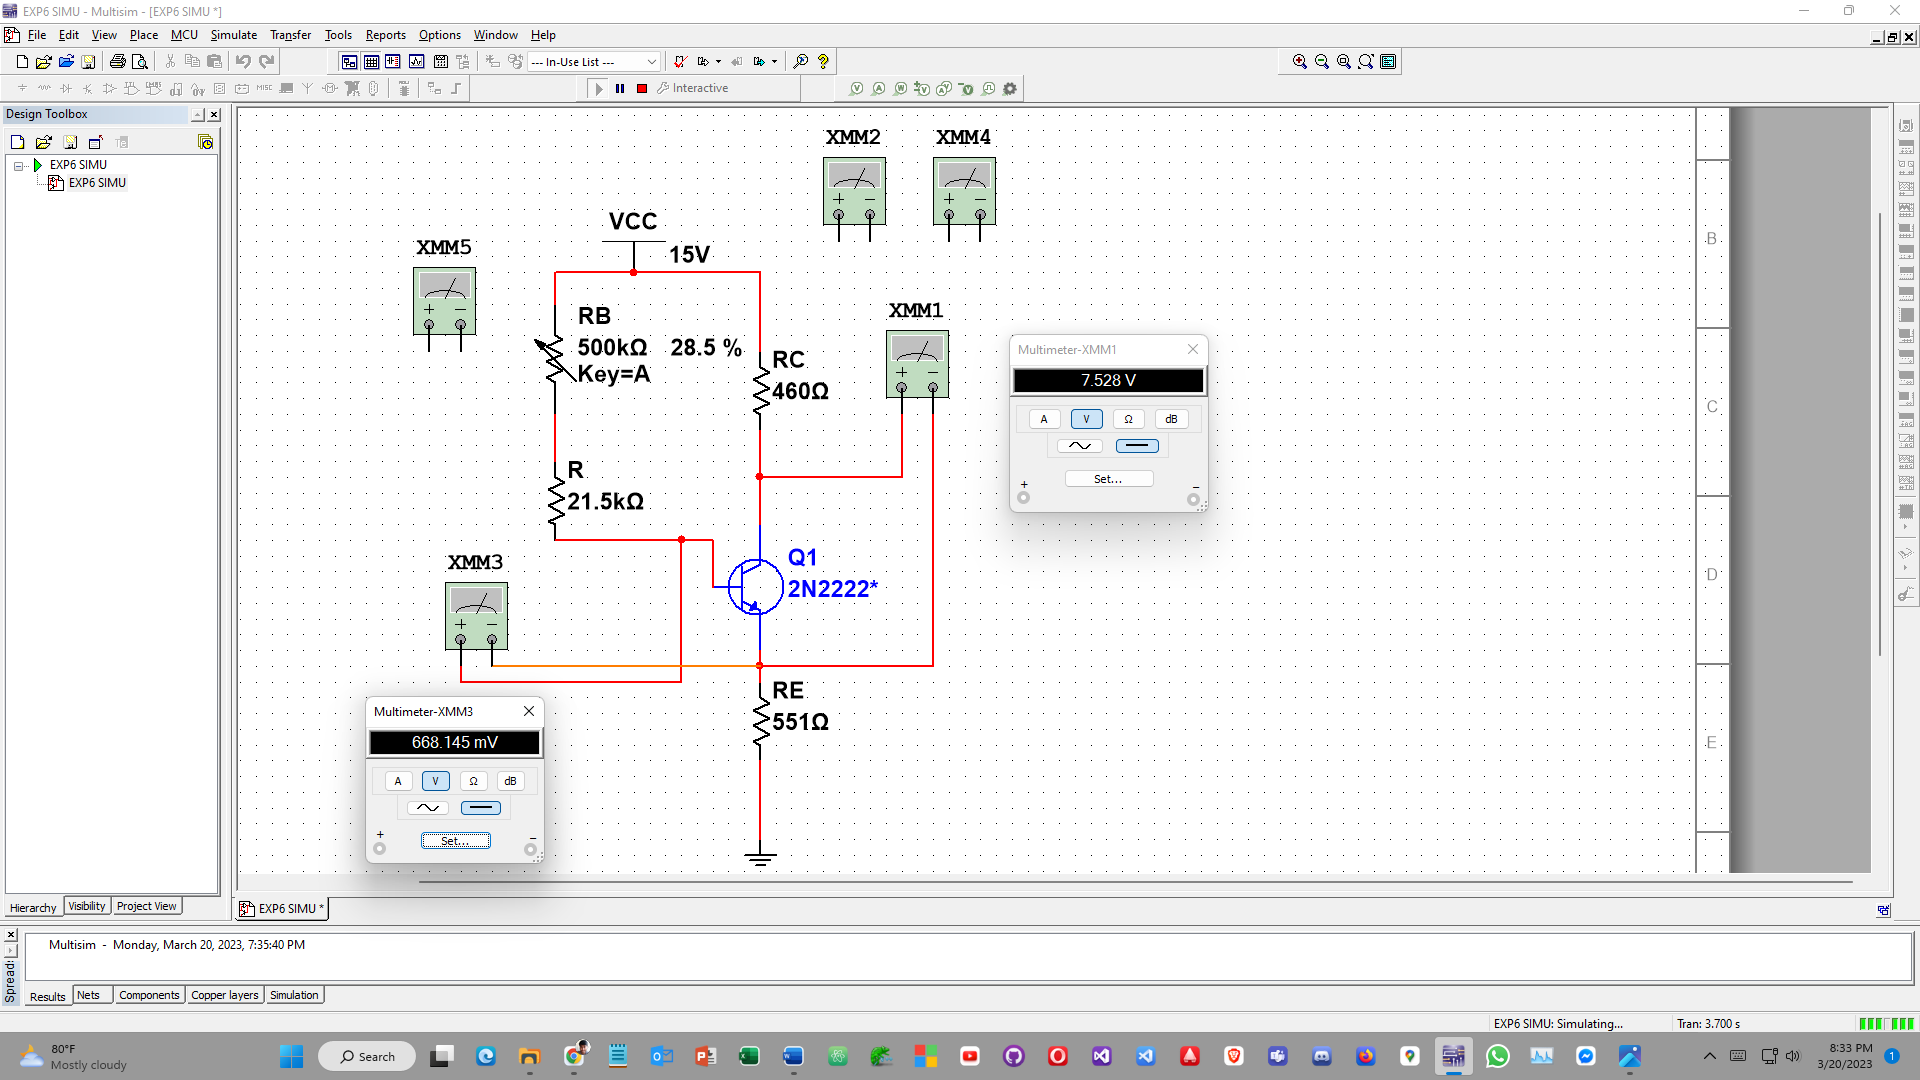 EXP6 SIMU - Multisim - [EXP6 SIMU *]
File Edit View Place MCU Simulate Transfer Tools Reports Options Window Help
--- In-Use List ---
Interactive
Design Toolbox
EXP6 SIMU
EXP6 SIMU
XMM2 XMM4
+ − + −
VCC
15V
XMM5
+ −
RB
500kΩ 28.5 %
Key=A
RC
460Ω
XMM1
+ −
Multimeter-XMM1
7.528 V
A V Ω dB
Set...
+ −
R
21.5kΩ
XMM3
+ −
Q1
2N2222*
RE
551Ω
Multimeter-XMM3
668.145 mV
A V Ω dB
Set...
+ −
B
C
D
E
Hierarchy Visibility Project View
EXP6 SIMU *
Multisim - Monday, March 20, 2023, 7:35:40 PM
Results Nets Components Copper layers Simulation
EXP6 SIMU: Simulating... Tran: 3.700 s
80°F
Mostly cloudy
Search
8:33 PM
3/20/2023
1